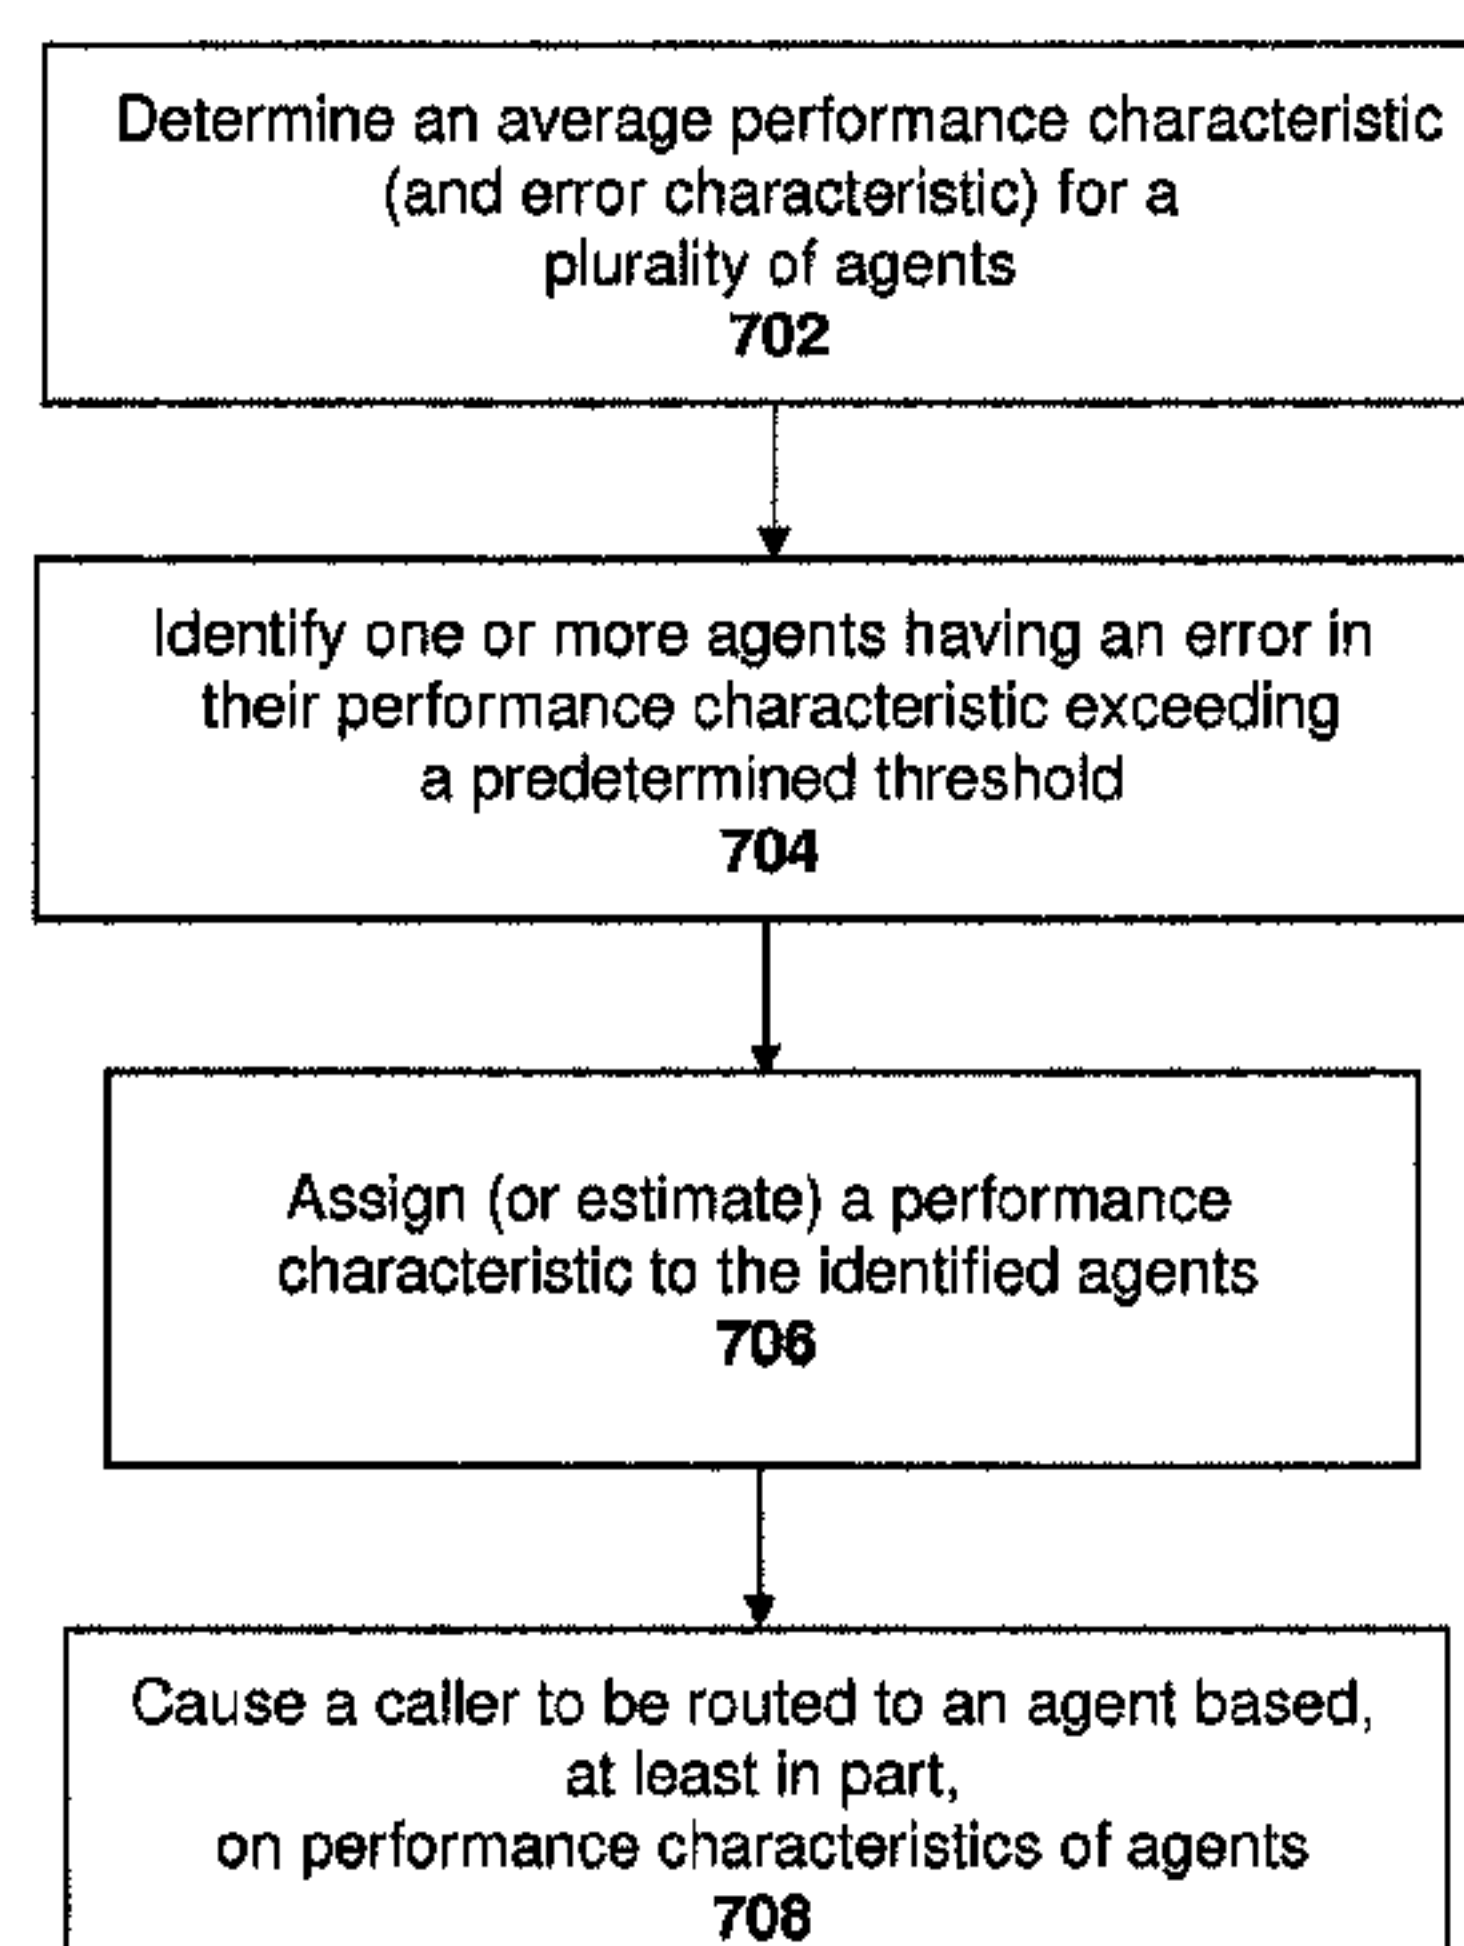 Determine an average performance characteristic
(and error characteristic) for a
plurality of agents
702
Identify one or more agents having an error in
their performance characteristic exceeding
a predetermined threshold
704
Assign (or estimate) a performance
characteristic to the identified agents
706
Cause a caller to be routed to an agent based,
at least in part,
on performance characteristics of agents
708